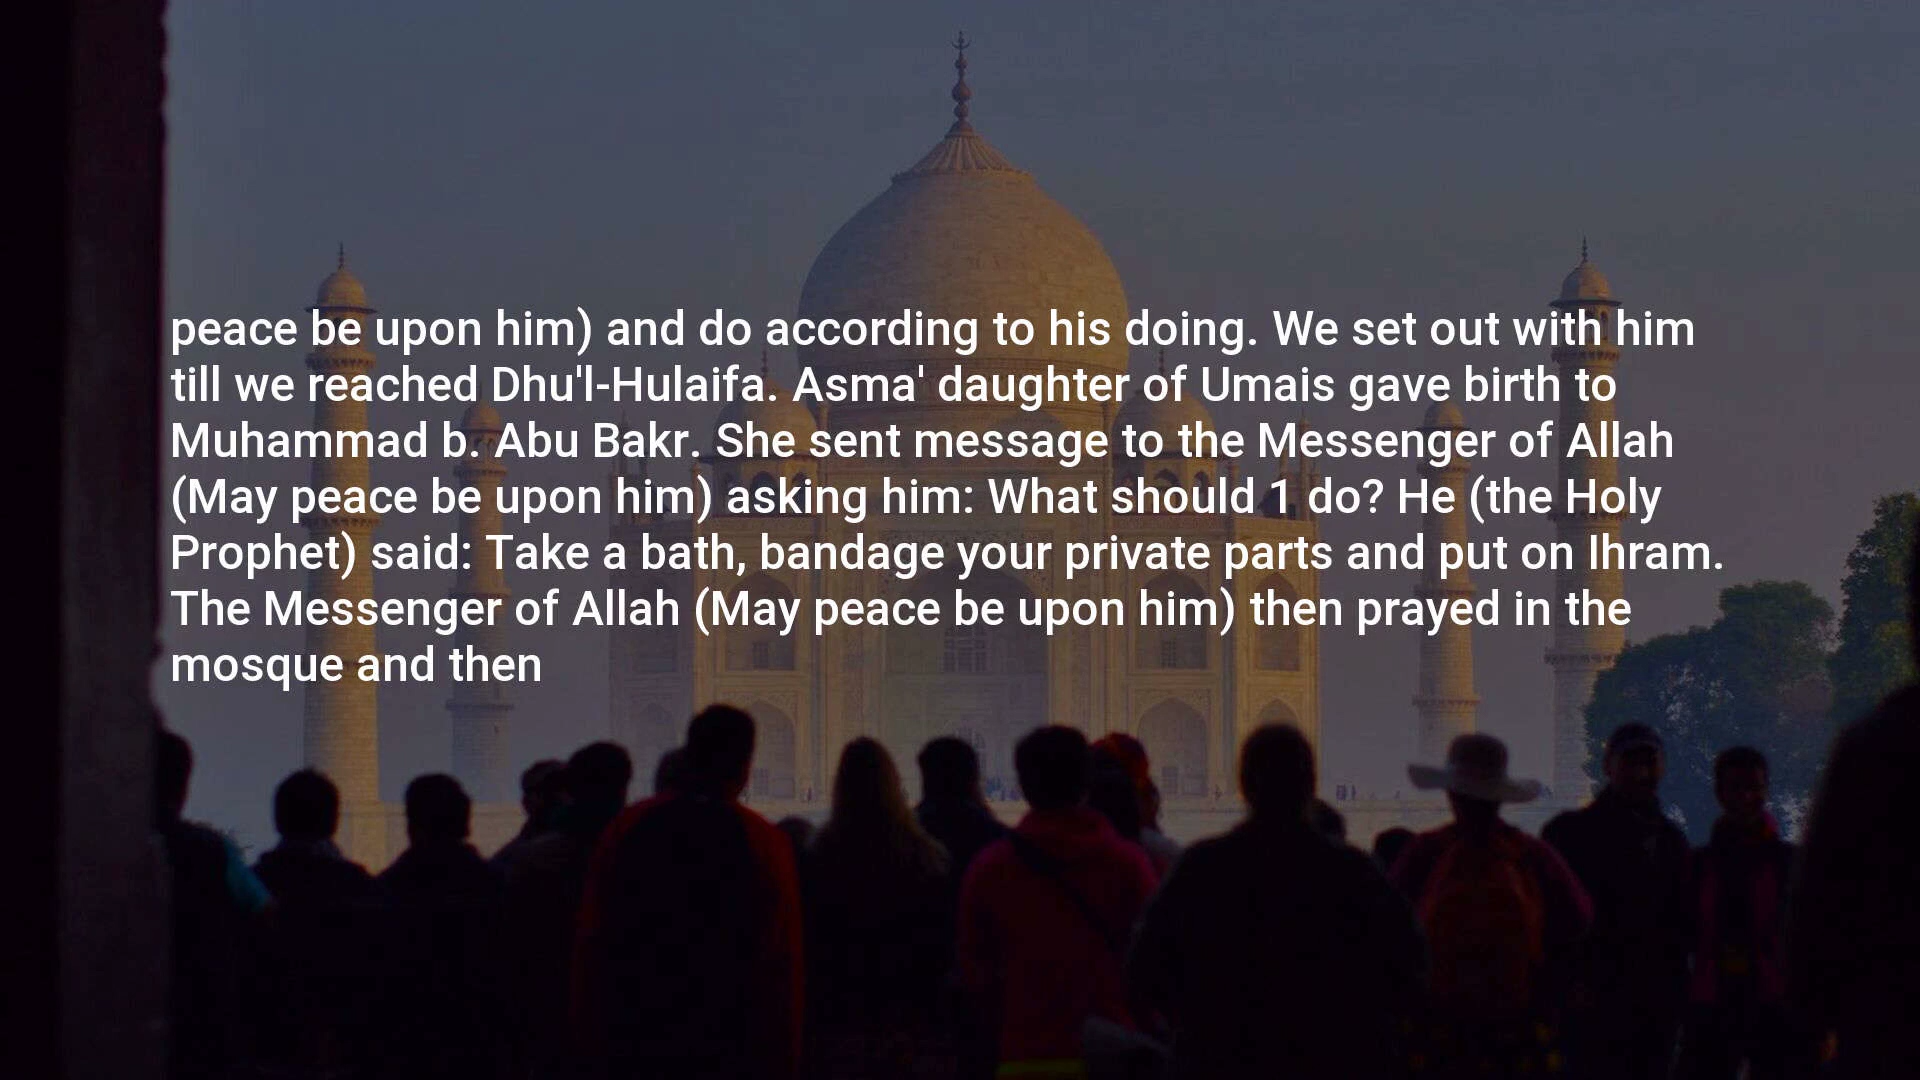 peace be upon him) and do according to his doing. We set out with him
till we reached Dhu'l-Hulaifa. Asma' daughter of Umais gave birth to
Muhammad b. Abu Bakr. She sent message to the Messenger of Allah
(May peace be upon him) asking him: What should 1 do? He (the Holy
Prophet) said: Take a bath, bandage your private parts and put on Ihram.
The Messenger of Allah (May peace be upon him) then prayed in the
mosque and then